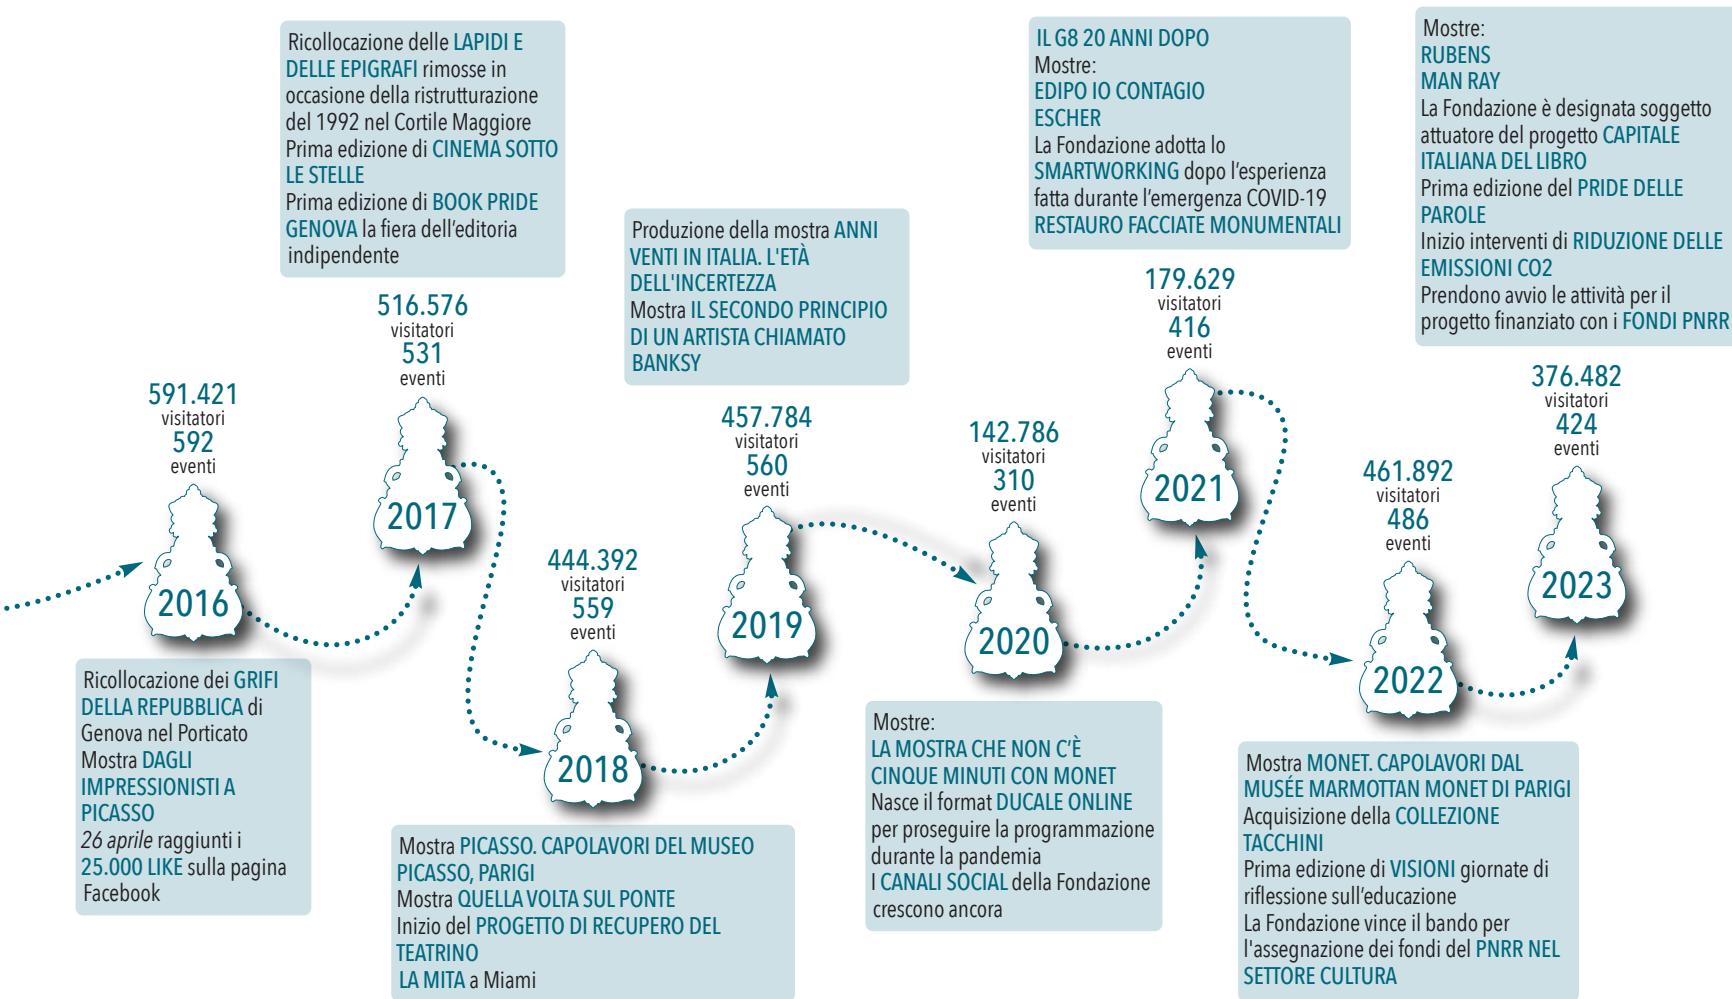 591.421
visitatori
592
eventi
2016
Ricollocazione dei GRIFI
DELLA REPUBBLICA di
Genova nel Porticato
Mostra DAGLI
IMPRESSIONISTI A
PICASSO
26 aprile raggiunti i
25.000 LIKE sulla pagina
Facebook
Ricollocazione delle LAPIDI E
DELLE EPIGRAFI rimosse in
occasione della ristrutturazione
del 1992 nel Cortile Maggiore
Prima edizione di CINEMA SOTTO
LE STELLE
Prima edizione di BOOK PRIDE
GENOVA la fiera dell'editoria
indipendente
516.576
visitatori
531
eventi
2017
444.392
visitatori
559
eventi
2018
Mostra PICASSO. CAPOLAVORI DEL MUSEO
PICASSO, PARIGI
Mostra QUELLA VOLTA SUL PONTE
Inizio del PROGETTO DI RECUPERO DEL
TEATRINO
LA MITA a Miami
Produzione della mostra ANNI
VENTI IN ITALIA. L'ETÀ
DELL'INCERTEZZA
Mostra IL SECONDO PRINCIPIO
DI UN ARTISTA CHIAMATO
BANKSY
457.784
visitatori
560
eventi
2019
142.786
visitatori
310
eventi
2020
Mostre:
LA MOSTRA CHE NON C'È
CINQUE MINUTI CON MONET
Nasce il format DUCALE ONLINE
per proseguire la programmazione
durante la pandemia
I CANALI SOCIAL della Fondazione
crescono ancora
IL G8 20 ANNI DOPO
Mostre:
EDIPO IO CONTAGIO
ESCHER
La Fondazione adotta lo
SMARTWORKING dopo l'esperienza
fatta durante l'emergenza COVID-19
RESTAURO FACCIATE MONUMENTALI
179.629
visitatori
416
eventi
2021
461.892
visitatori
486
eventi
2022
Mostra MONET. CAPOLAVORI DAL
MUSÉE MARMOTTAN MONET DI PARIGI
Acquisizione della COLLEZIONE
TACCHINI
Prima edizione di VISIONI giornate di
riflessione sull'educazione
La Fondazione vince il bando per
l'assegnazione dei fondi del PNRR NEL
SETTORE CULTURA
Mostre:
RUBENS
MAN RAY
La Fondazione è designata soggetto
attuatore del progetto CAPITALE
ITALIANA DEL LIBRO
Prima edizione del PRIDE DELLE
PAROLE
Inizio interventi di RIDUZIONE DELLE
EMISSIONI CO2
Prendono avvio le attività per il
progetto finanziato con i FONDI PNRR
376.482
visitatori
424
eventi
2023